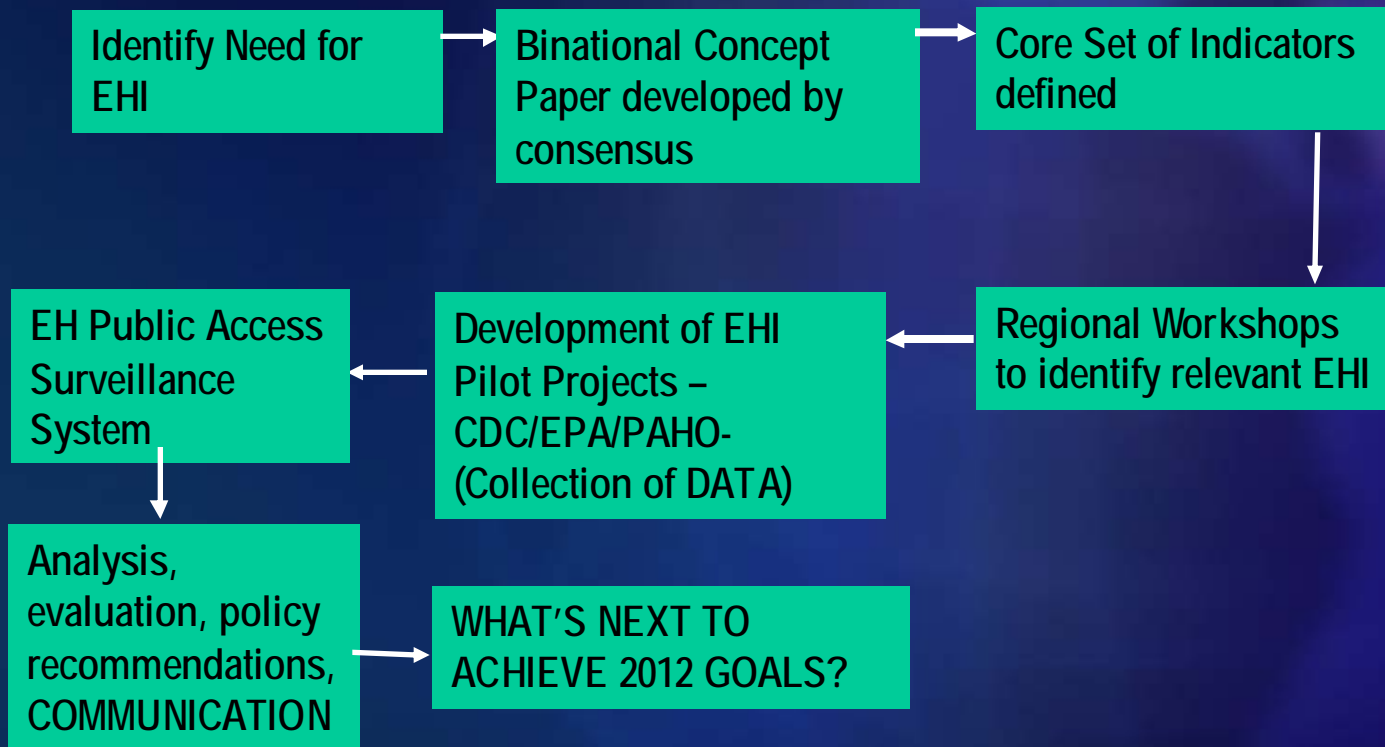 Identify Need for
EHI
Binational Concept
Paper developed by
consensus
Core Set of Indicators
defined
Regional Workshops
to identify relevant EHI
Development of EHI
Pilot Projects –
CDC/EPA/PAHO-
(Collection of DATA)
EH Public Access
Surveillance
System
Analysis,
evaluation, policy
recommendations,
COMMUNICATION
WHAT’S NEXT TO
ACHIEVE 2012 GOALS?